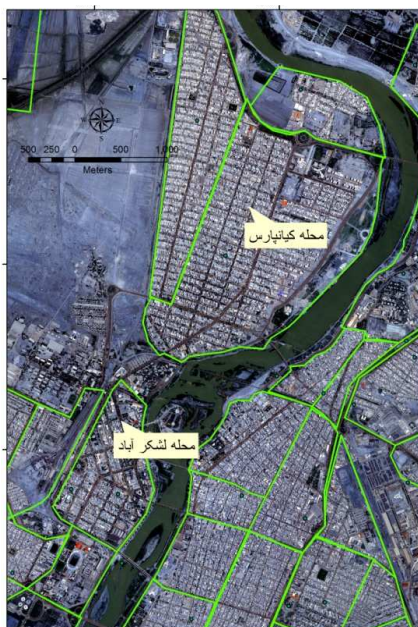 N
W E
S
500 250 0 500 1,000
Meters
محله کیانپارس
محله لشکر آباد